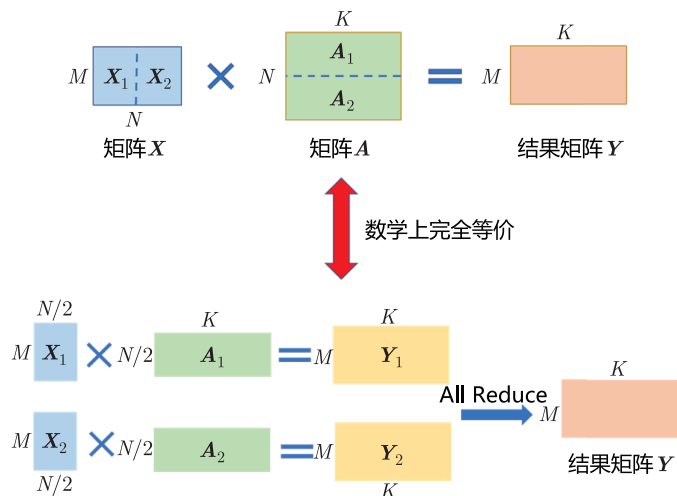 K
M X₁ X₂ × N A₁ = M
A₂
N
矩阵X 矩阵A 结果矩阵Y
数学上完全等价
N/2 K K
M X₁ × N/2 A₁ = M Y₁
All Reduce
K
M
M X₂ × N/2 A₂ = M Y₂
结果矩阵Y
N/2 K